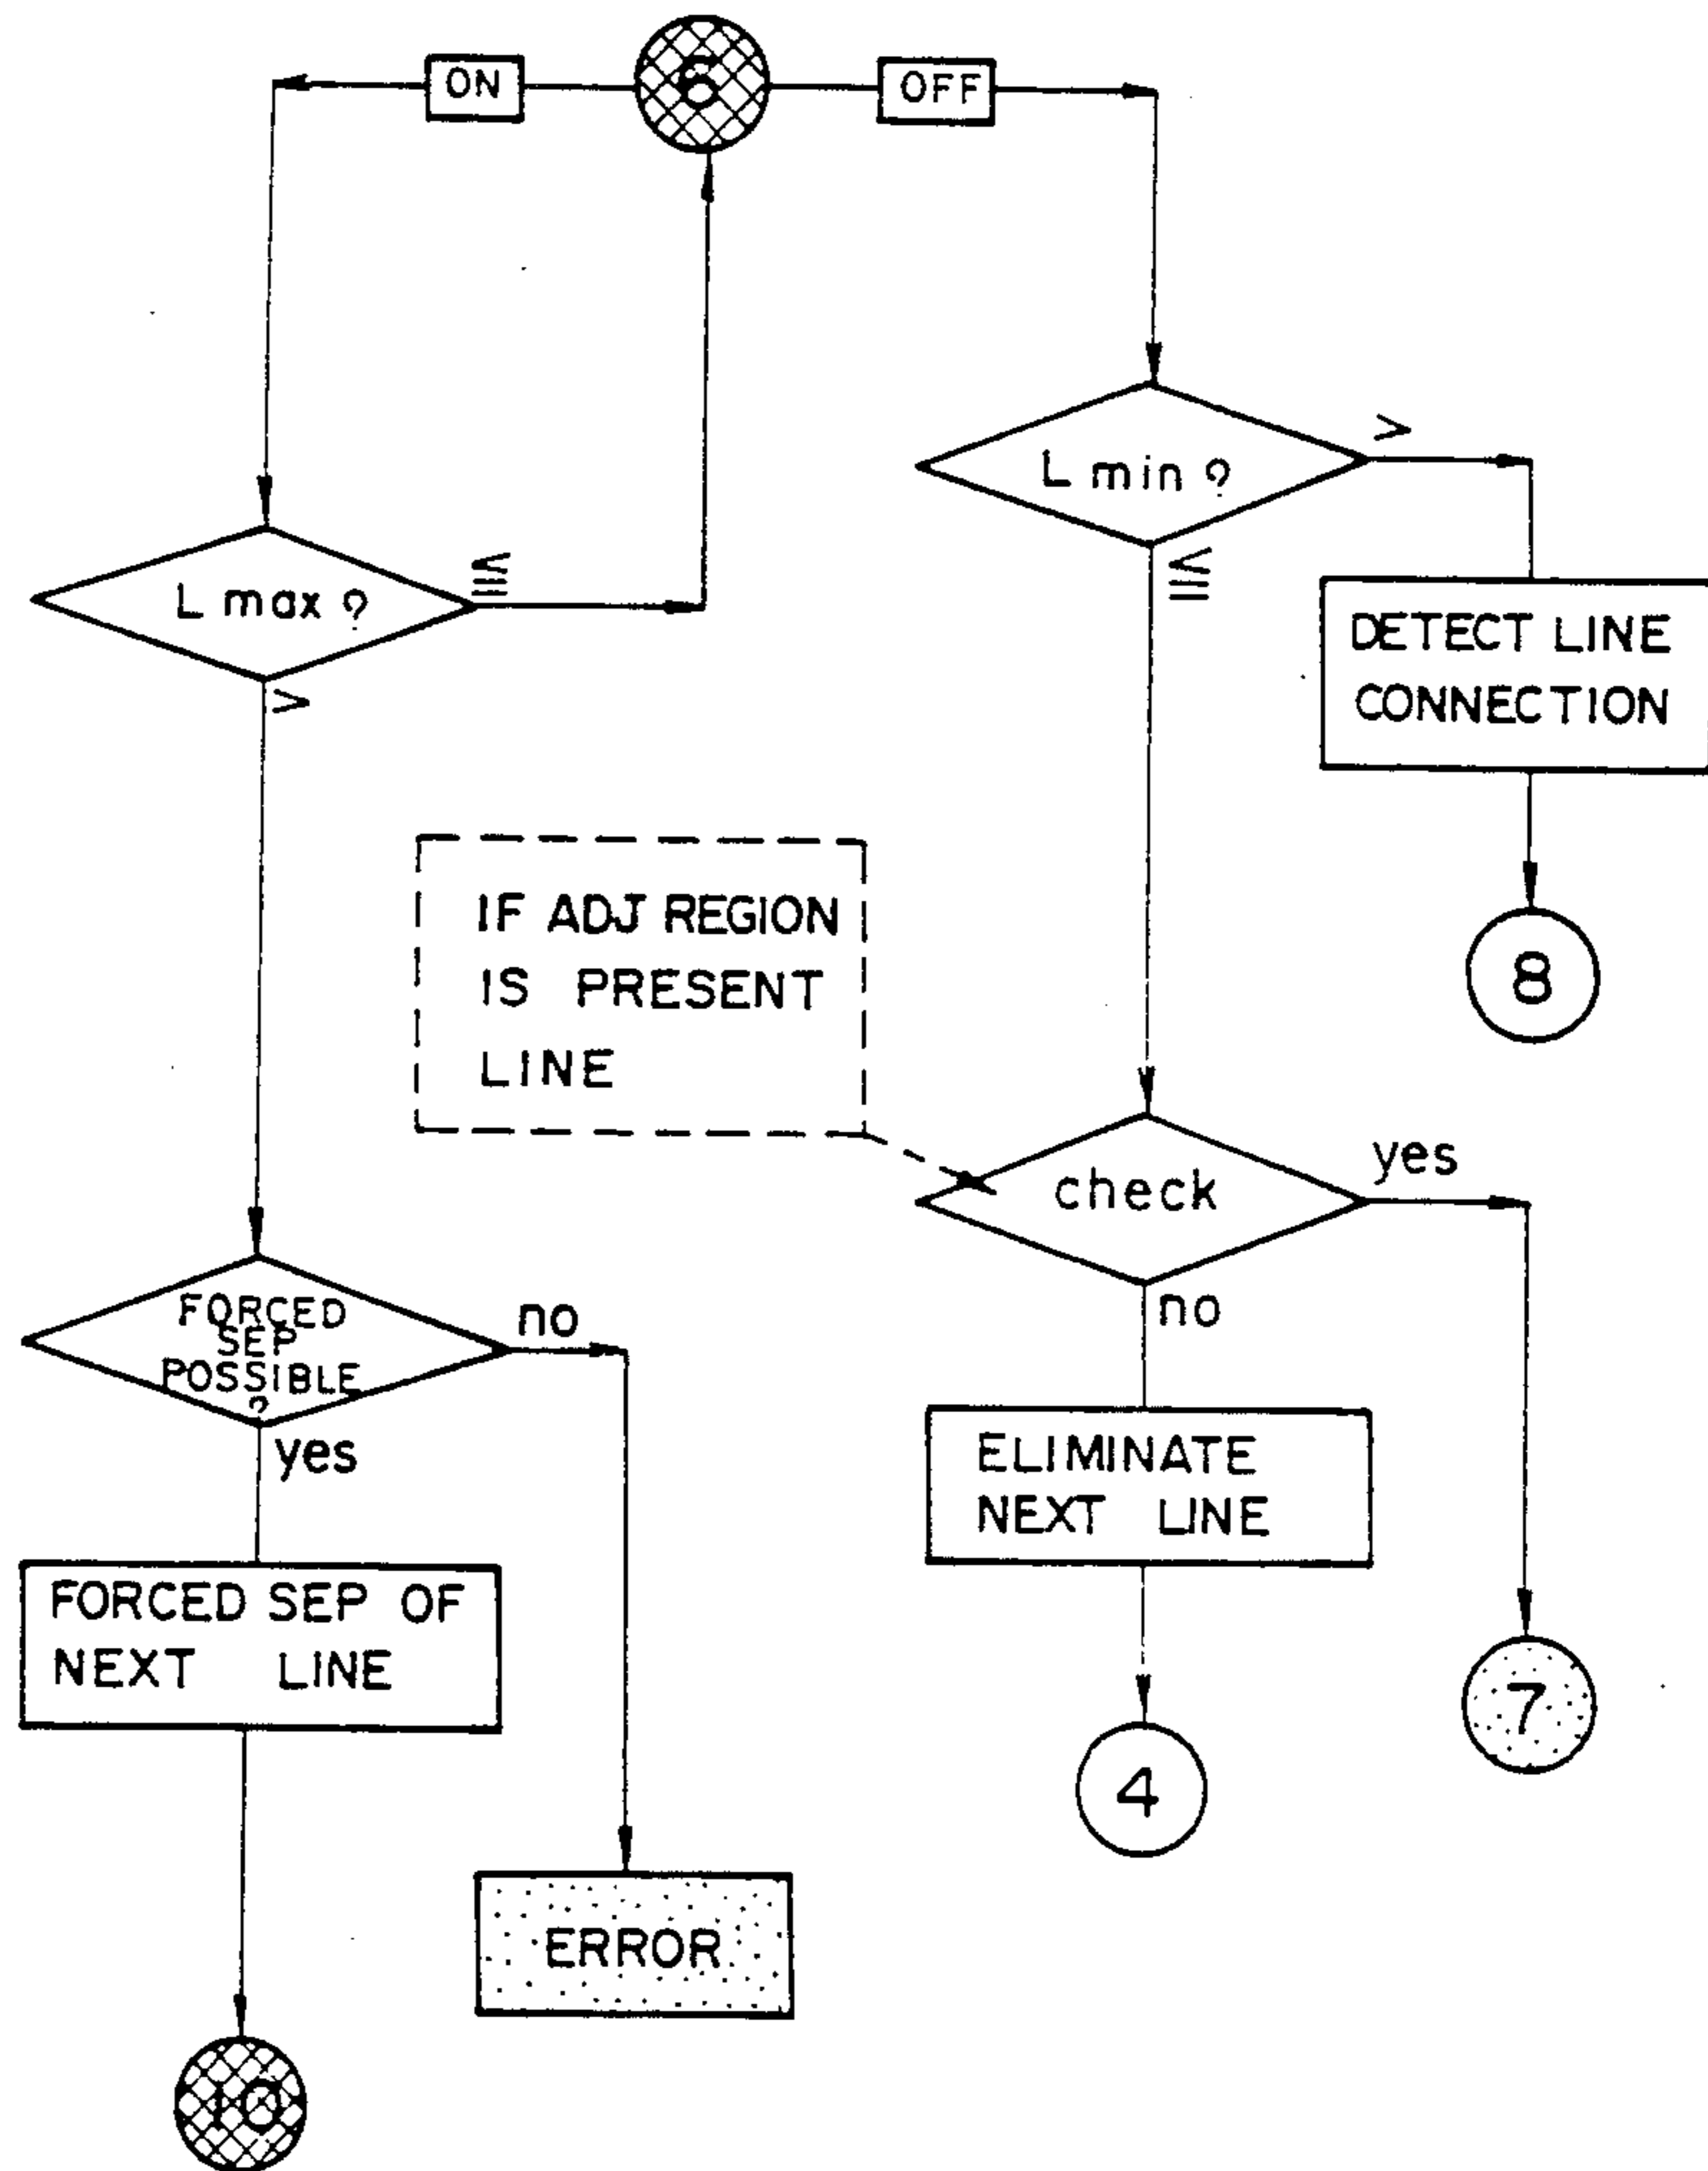 ON
6
OFF
L max ?
≦
>
L min ?
>
≦
DETECT LINE
CONNECTION
8
IF ADJ REGION
IS PRESENT
LINE
check
yes
no
FORCED
SEP
POSSIBLE
?
no
yes
ELIMINATE
NEXT LINE
FORCED SEP OF
NEXT LINE
7
4
ERROR
10